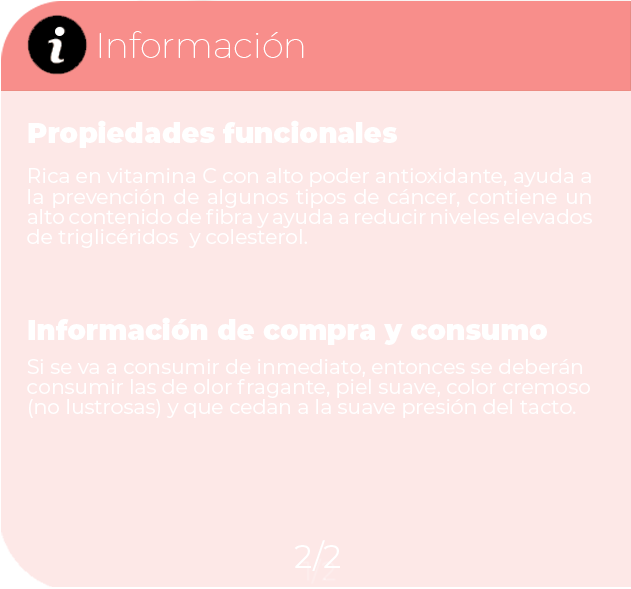 i Información
Propiedades funcionales
Rica en vitamina C con alto poder antioxidante, ayuda a
la prevención de algunos tipos de cáncer, contiene un
alto contenido de fibra y ayuda a reducir niveles elevados
de triglicéridos y colesterol.
Información de compra y consumo
Si se va a consumir de inmediato, entonces se deberán
consumir las de olor fragante, piel suave, color cremoso
(no lustrosas) y que cedan a la suave presión del tacto.
2/2